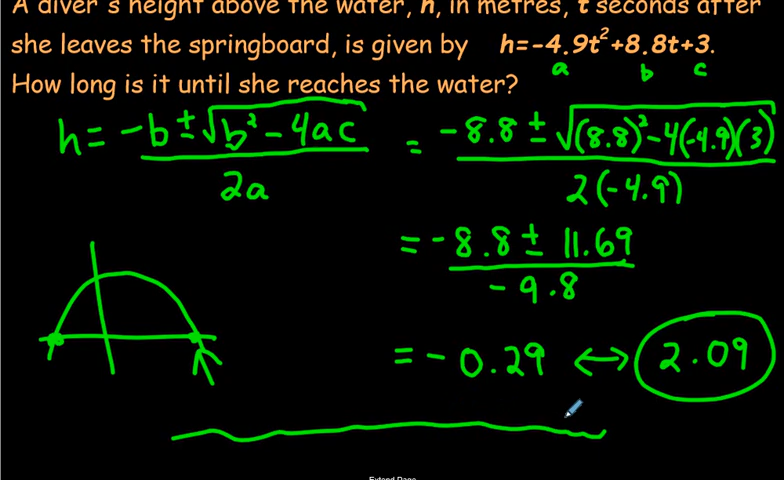 A diver's height above the water, h, in metres, t seconds after
she leaves the springboard, is given by h=-4.9t²+8.8t+3.
a b c
How long is it until she reaches the water?
h = -b ± √b² - 4ac / 2a
= -8.8 ± √(8.8)² - 4(-4.9)(3) / 2(-4.9)
= -8.8 ± 11.69 / -9.8
= -0.29 ↔ 2.09
Extend Page